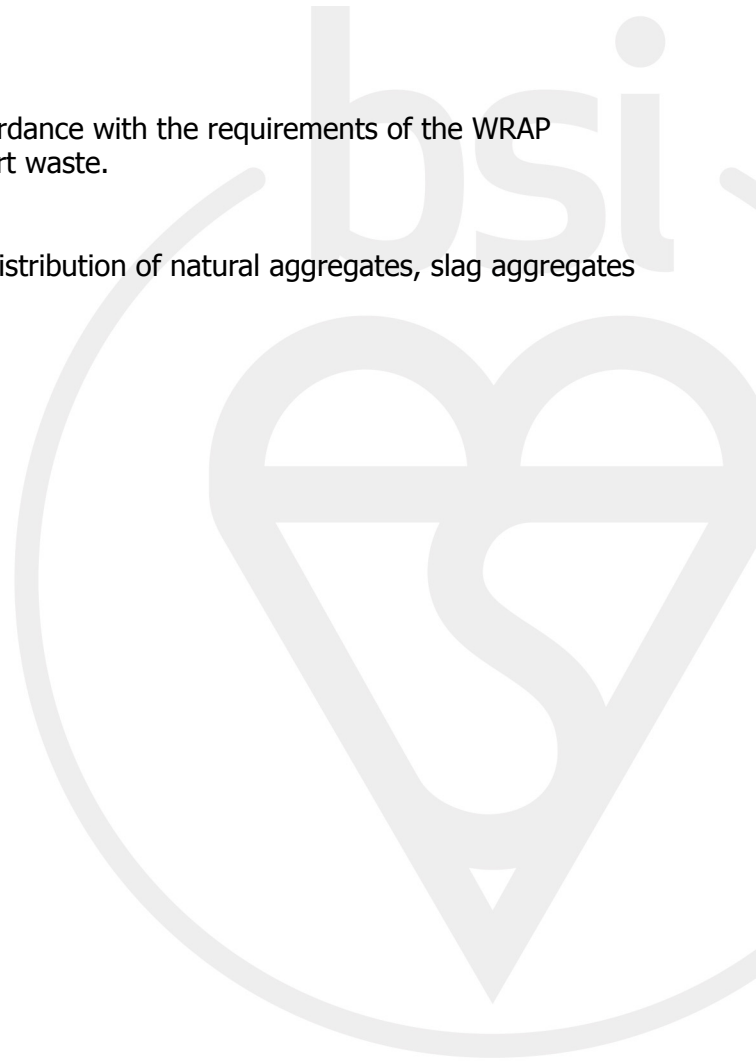 bsi
rdance with the requirements of the WRAP
rt waste.
istribution of natural aggregates, slag aggregates